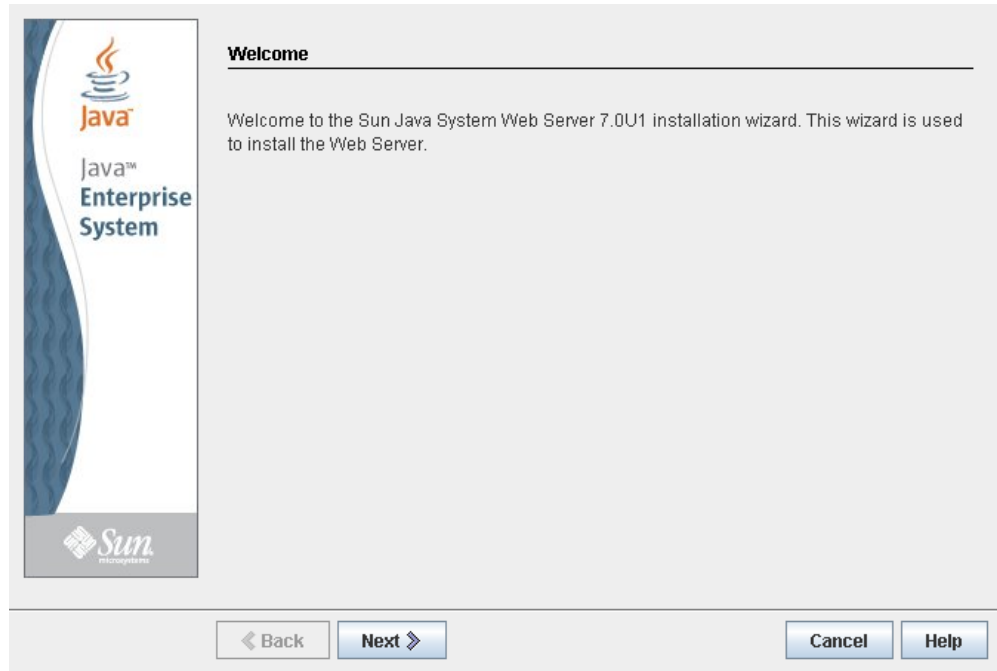 Java™
Java™
Enterprise
System
Sun
microsystems
Welcome
Welcome to the Sun Java System Web Server 7.0U1 installation wizard. This wizard is used
to install the Web Server.
Back
Next
Cancel
Help